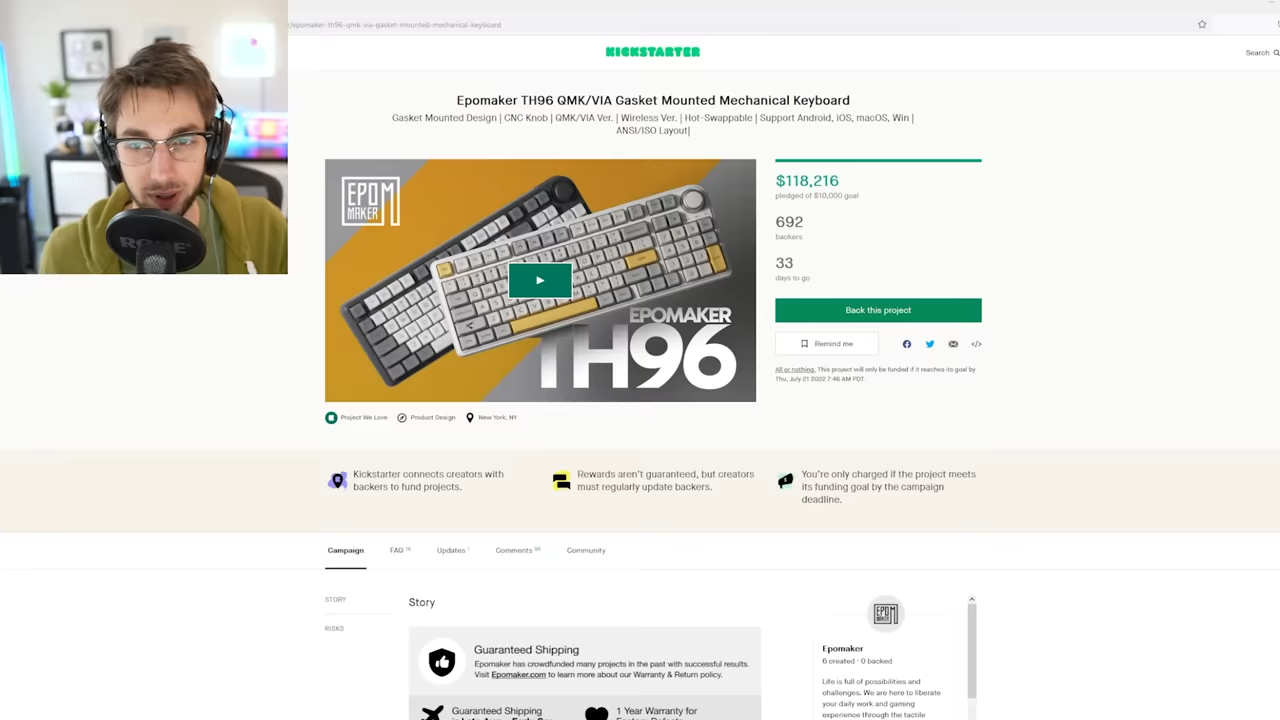 /epomaker-th96-qmk-via-gasket-mounted-mechanical-keyboard
KICKSTARTER
Search
Epomaker TH96 QMK/VIA Gasket Mounted Mechanical Keyboard
Gasket Mounted Design | CNC Knob | QMK/VIA Ver. | Wireless Ver. | Hot-Swappable | Support Android, iOS, macOS, Win |
ANSI/ISO Layout|
EPOM
MAKER
EPOMAKER
TH96
$118,216
pledged of $10,000 goal
692
backers
33
days to go
Back this project
Remind me
All or nothing. This project will only be funded if it reaches its goal by
Thu, July 21 2022 7:46 AM PDT.
Project We Love
Product Design
New York, NY
RODE
Kickstarter connects creators with
backers to fund projects.
Rewards aren't guaranteed, but creators
must regularly update backers.
You're only charged if the project meets
its funding goal by the campaign
deadline.
Campaign
FAQ
Updates 1
Comments
Community
STORY
RISKS
Story
Guaranteed Shipping
Epomaker has crowdfunded many projects in the past with successful results.
Visit Epomaker.com to learn more about our Warranty & Return policy.
Guaranteed Shipping
1 Year Warranty for
EPOM
Epomaker
6 created · 0 backed
Life is full of possibilities and
challenges. We are here to liberate
your daily work and gaming
experience through the tactile